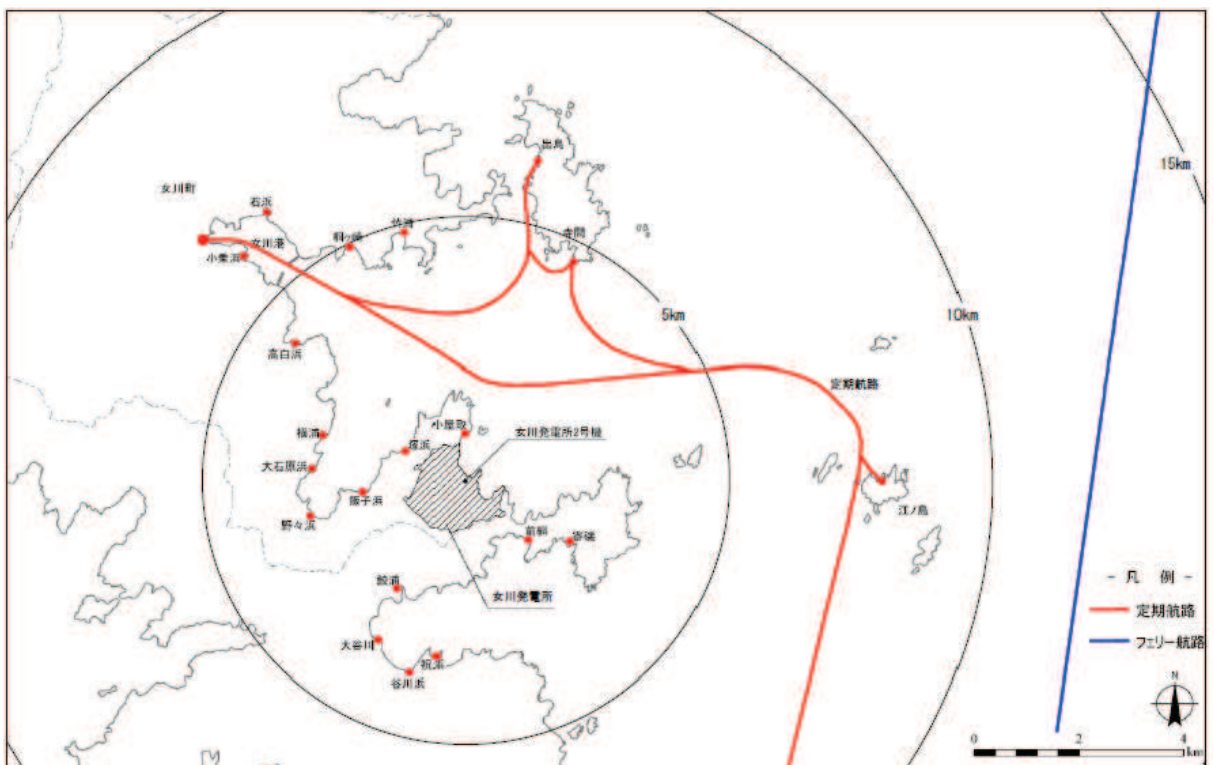 出島
15km
女川町
石浜
竹浦
桐ヶ崎
寺間
女川港
小乗浜
5km
10km
高白浜
定期航路
小屋取
女川発電所2号機
横浦
塚浜
大石原浜
飯子浜
江ノ島
野々浜
前網
寄磯
- 凡 例 -
鮫浦
女川発電所
定期航路
大谷川
フェリー航路
祝浜
谷川浜
N
0 2 4
km